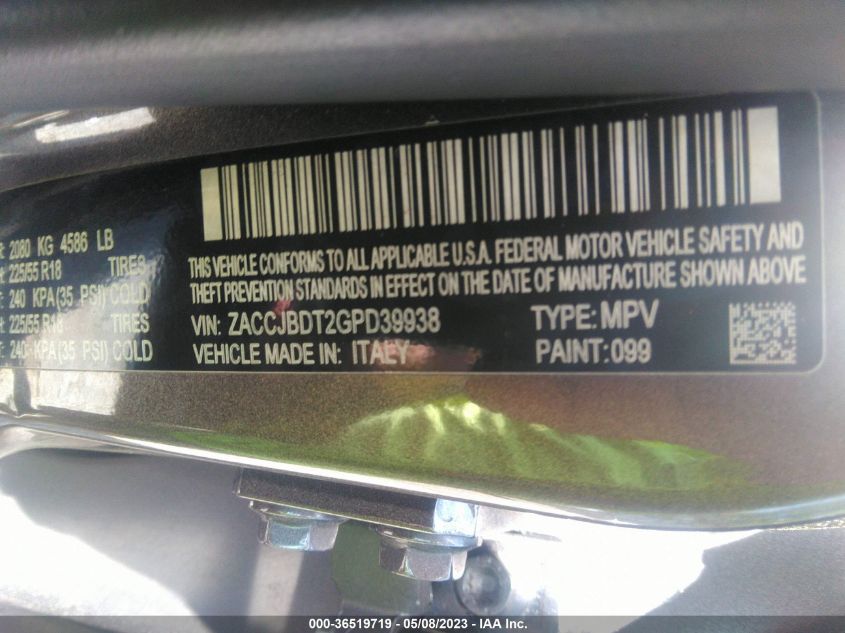 2080 KG 4586 LB
225/55 R18 TIRES
240 KPA(35 PSI) COLD
225/55 R18 TIRES
240 KPA(35 PSI) COLD
THIS VEHICLE CONFORMS TO ALL APPLICABLE U.S.A. FEDERAL MOTOR VEHICLE SAFETY AND
THEFT PREVENTION STANDARDS IN EFFECT ON THE DATE OF MANUFACTURE SHOWN ABOVE
VIN: ZACCJBDT2GPD39938 TYPE: MPV
VEHICLE MADE IN: ITALY PAINT: 099
000-36519719 - 05/08/2023 - © IAA Inc.